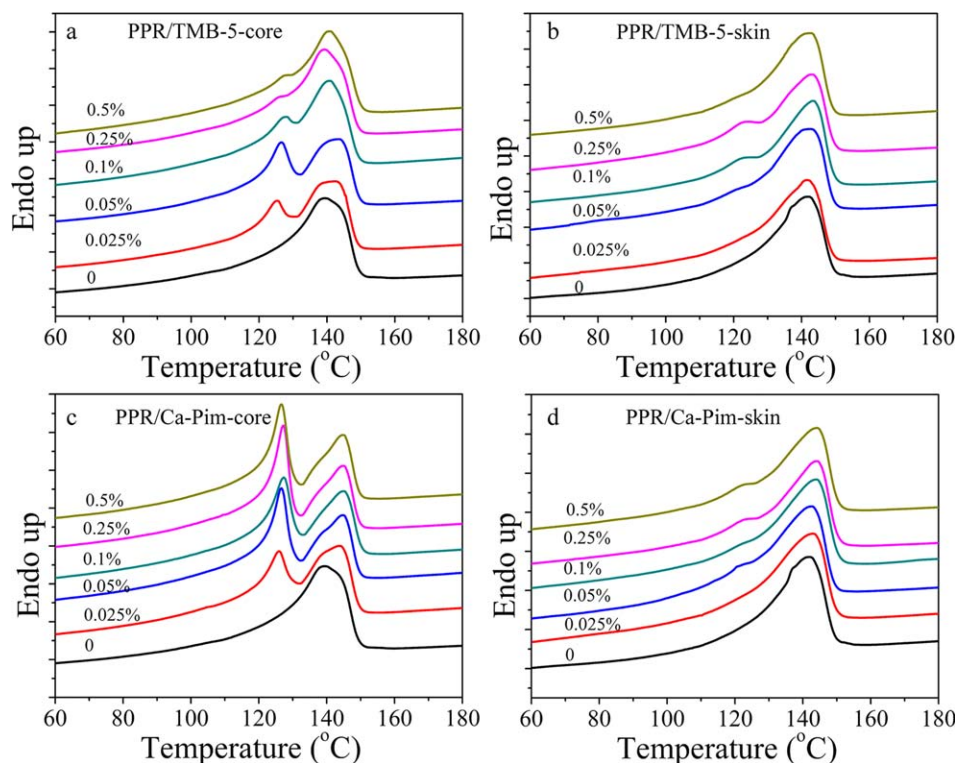 a PPR/TMB-5-core
0.5%
0.25%
0.1%
0.05%
0.025%
0
Endo up
60 80 100 120 140 160 180
Temperature (°C)
b PPR/TMB-5-skin
0.5%
0.25%
0.1%
0.05%
0.025%
0
Endo up
60 80 100 120 140 160 180
Temperature (°C)
c PPR/Ca-Pim-core
0.5%
0.25%
0.1%
0.05%
0.025%
0
Endo up
60 80 100 120 140 160 180
Temperature (°C)
d PPR/Ca-Pim-skin
0.5%
0.25%
0.1%
0.05%
0.025%
0
Endo up
60 80 100 120 140 160 180
Temperature (°C)